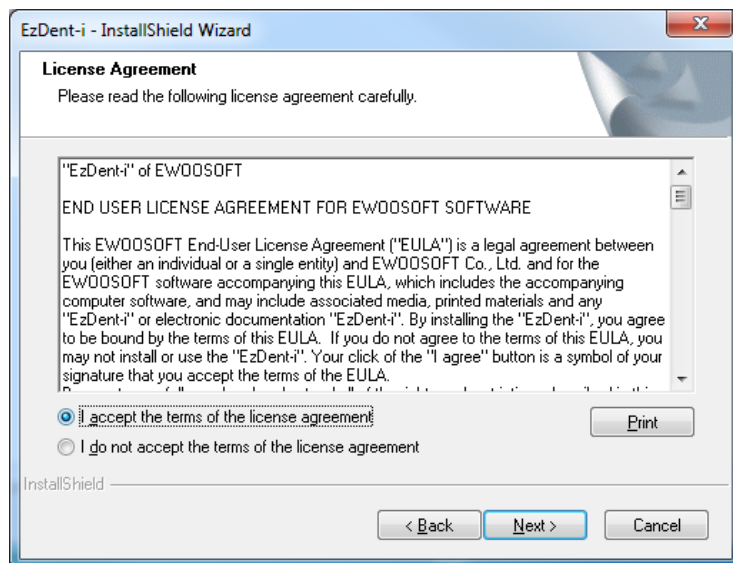 EzDent-i - InstallShield Wizard
License Agreement
Please read the following license agreement carefully.
"EzDent-i" of EWOOSOFT
END USER LICENSE AGREEMENT FOR EWOOSOFT SOFTWARE
This EWOOSOFT End-User License Agreement ("EULA") is a legal agreement between
you (either an individual or a single entity) and EWOOSOFT Co., Ltd. and for the
EWOOSOFT software accompanying this EULA, which includes the accompanying
computer software, and may include associated media, printed materials and any
"EzDent-i" or electronic documentation "EzDent-i". By installing the "EzDent-i", you agree
to be bound by the terms of this EULA. If you do not agree to the terms of this EULA, you
may not install or use the "EzDent-i". Your click of the "I agree" button is a symbol of your
signature that you accept the terms of the EULA.
I accept the terms of the license agreement
Print
I do not accept the terms of the license agreement
InstallShield
< Back
Next >
Cancel